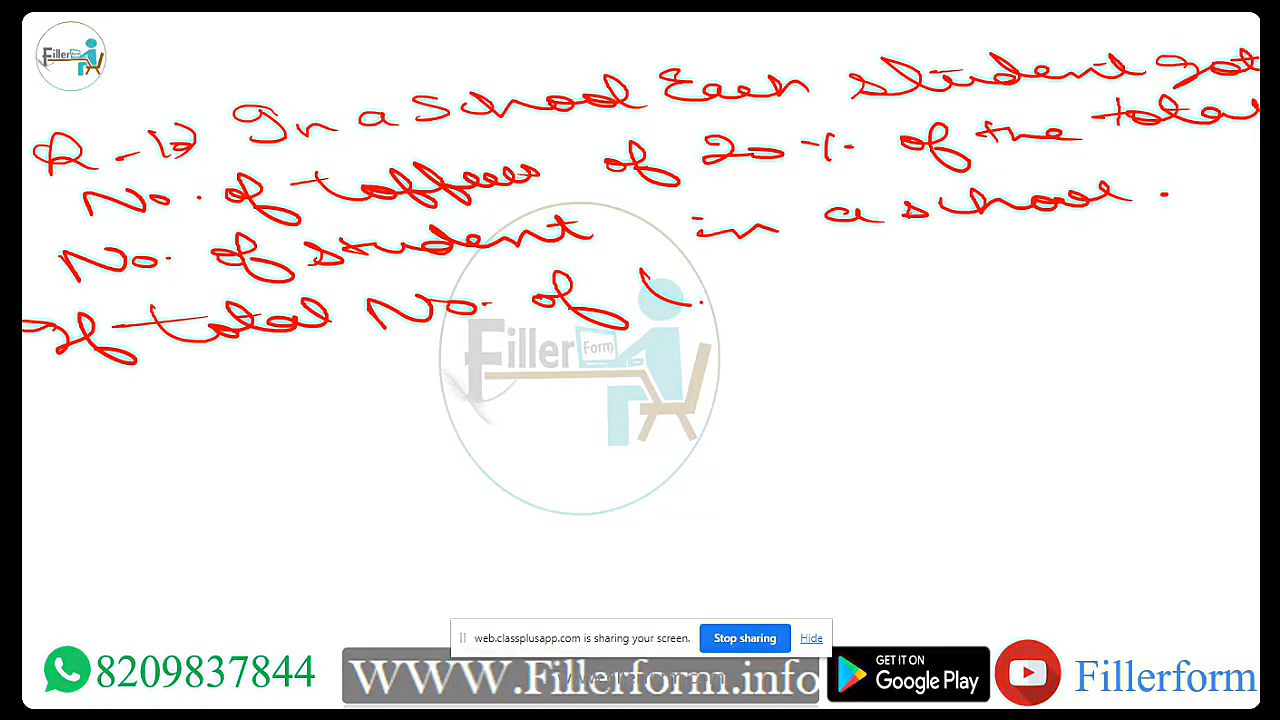 Filler
Q-12 In a School Each student got
No. of toffees of 20% of the total
No. of student in a school.
If total No. of t.
Filler Form
web.classplusapp.com is sharing your screen. Stop sharing Hide
8209837844 WWW.Fillerform.info GET IT ON Google Play Fillerform